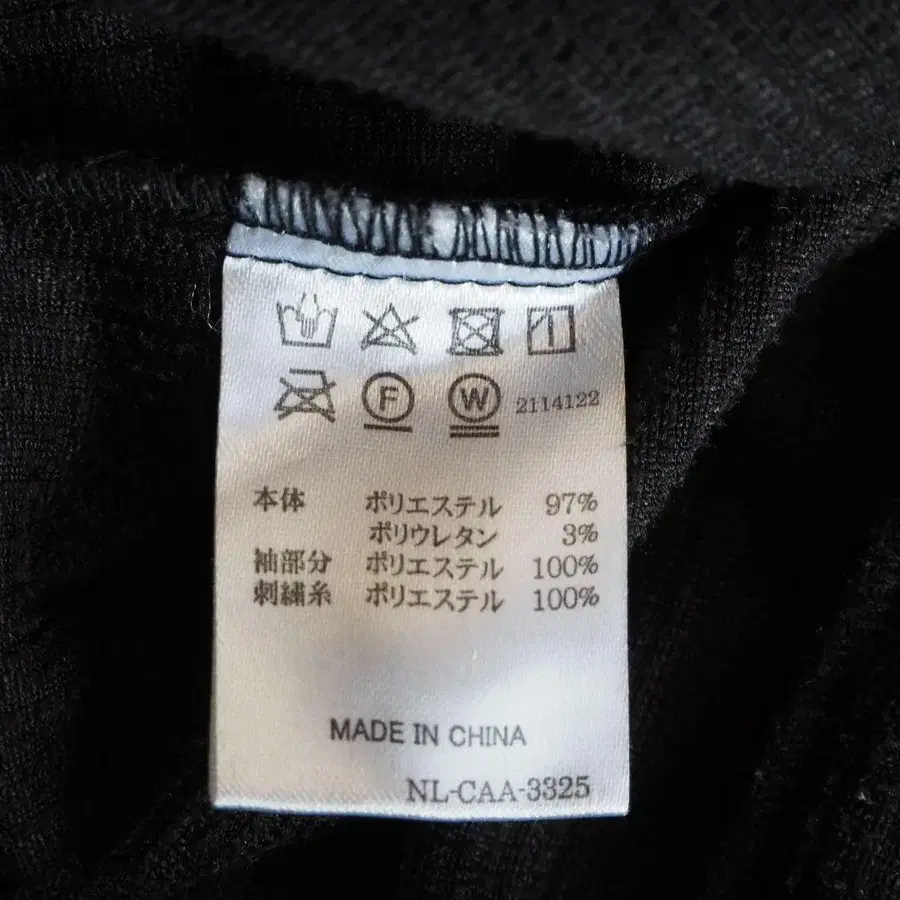 F W 2114122
本体 ポリエステル 97%
ポリウレタン 3%
袖部分 ポリエステル 100%
刺繍糸 ポリエステル 100%
MADE IN CHINA
NL-CAA-3325